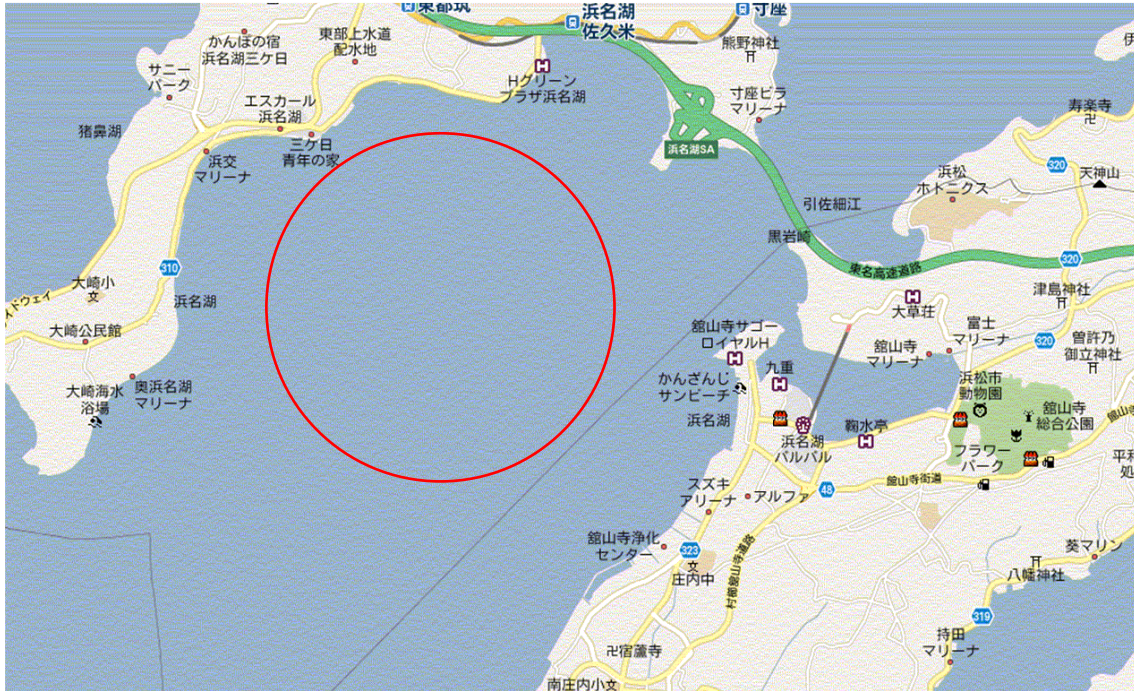 東都筑
浜名湖
佐久米
寸座
かんぽの宿
浜名湖三ケ日
東部上水道
配水地
熊野神社
サニー
パーク
Hグリーン
プラザ浜名湖
エスカール
浜名湖
寸座ビラ
マリーナ
寿楽寺
猪鼻湖
三ケ日
青年の家
浜名湖SA
浜交
マリーナ
320
天神山
浜松
ホトニクス
引佐細江
黒岩崎
310
東名高速道路
320
大崎小
浜名湖
大草荘
津島神社
大崎公民館
舘山寺サゴー
ロイヤルH
富士
マリーナ
320
舘山寺
マリーナ
曽許乃
御立神社
九重
奥浜名湖
マリーナ
かんざんじ
サンビーチ
浜松市
動物園
大崎海水
浴場
浜名湖
舘山寺
総合公園
鞠水亭
浜名湖
パルパル
フラワー
パーク
スズキ
アリーナ
アルファ
48
舘山寺街道
舘山寺浄化
センター
323
庄内中
村櫛舘山寺道路
葵マリン
八幡神社
319
持田
マリーナ
宿蘆寺
南庄内小